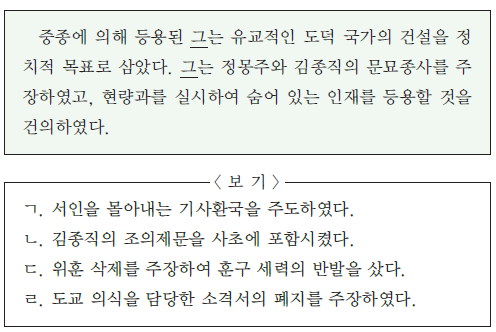 중종에 의해 등용된 그는 유교적인 도덕 국가의 건설을 정
치적 목표로 삼았다. 그는 정몽주와 김종직의 문묘종사를 주
장하였고, 현량과를 실시하여 숨어 있는 인재를 등용할 것을
건의하였다.
〈 보 기 〉
ㄱ. 서인을 몰아내는 기사환국을 주도하였다.
ㄴ. 김종직의 조의제문을 사초에 포함시켰다.
ㄷ. 위훈 삭제를 주장하여 훈구 세력의 반발을 샀다.
ㄹ. 도교 의식을 담당한 소격서의 폐지를 주장하였다.